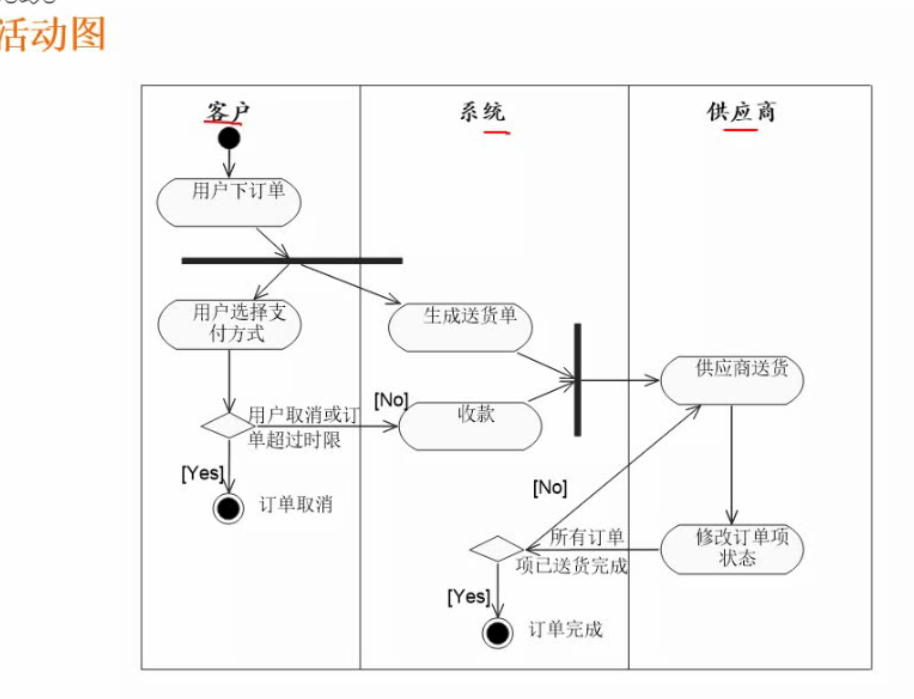 活动图
客户
系统
供应商
用户下订单
用户选择支
付方式
生成送货单
供应商送货
用户取消或订
单超过时限
[No]
收款
[Yes]
订单取消
[No]
所有订单
项已送货完成
修改订单项
状态
[Yes]
订单完成